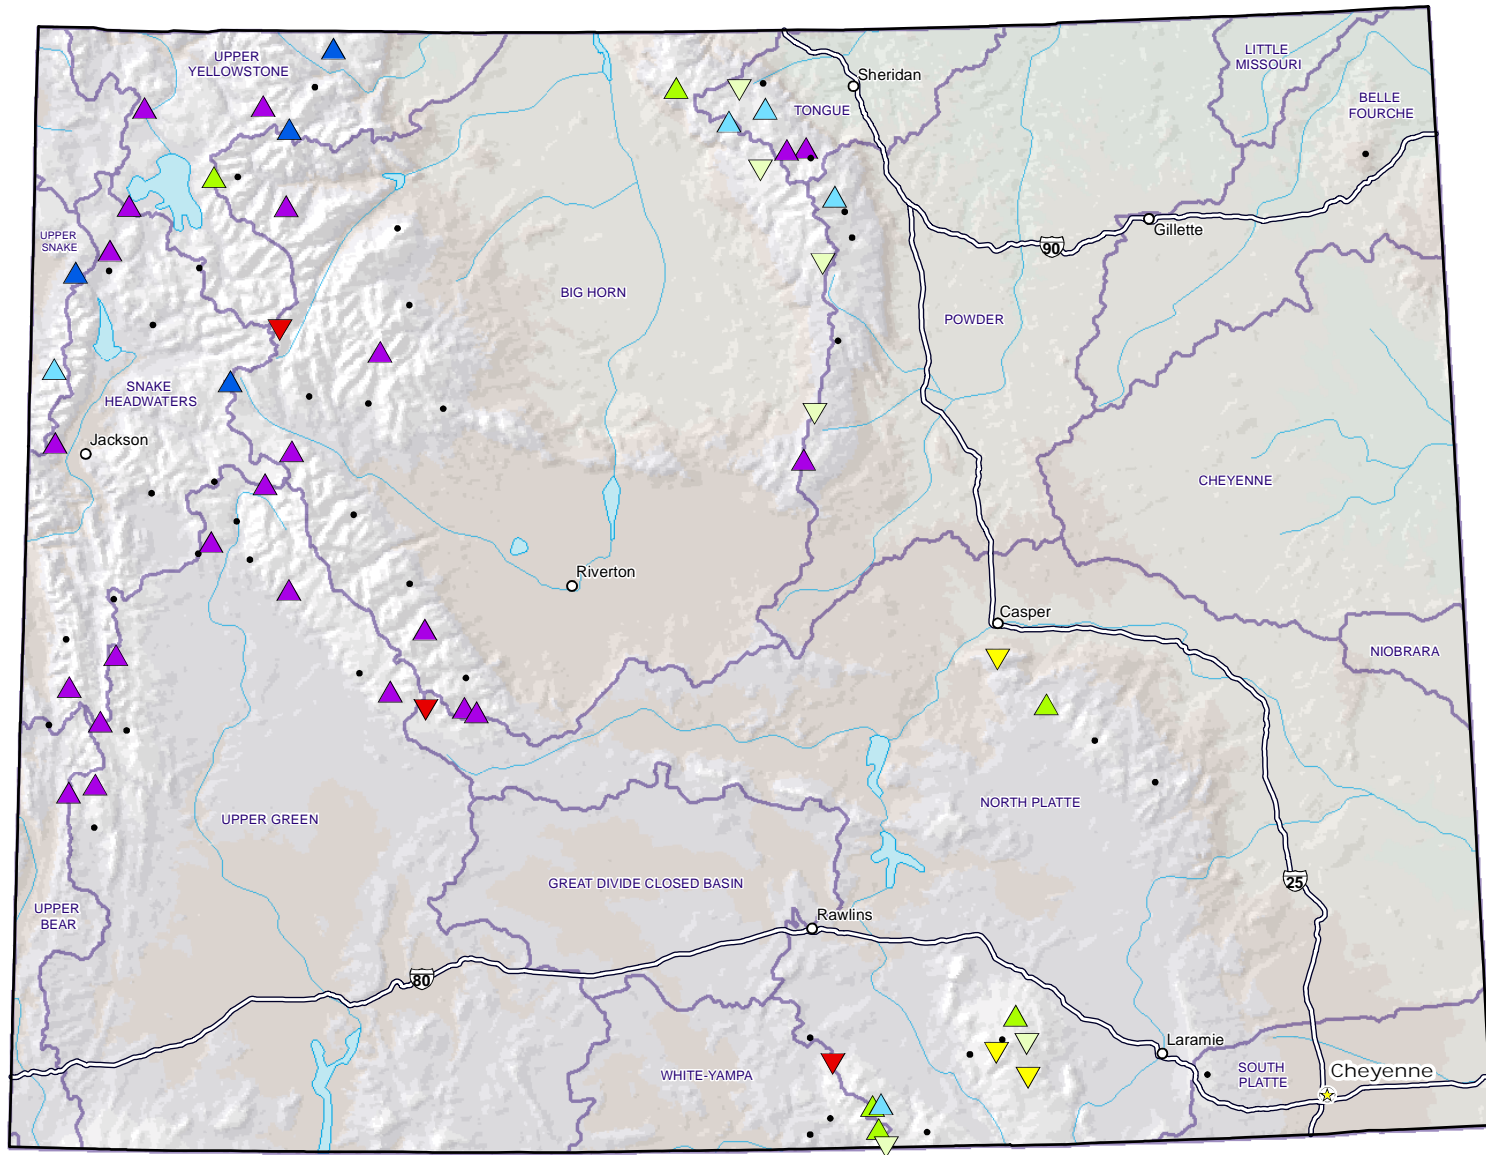 UPPER
YELLOWSTONE
LITTLE
MISSOURI
Sheridan
TONGUE
BELLE
FOURCHE
UPPER
SNAKE
Gillette
90
BIG HORN
POWDER
SNAKE
HEADWATERS
Jackson
CHEYENNE
Riverton
Casper
NIOBRARA
UPPER GREEN
NORTH PLATTE
GREAT DIVIDE CLOSED BASIN
25
UPPER
BEAR
Rawlins
80
Laramie
WHITE-YAMPA
SOUTH
PLATTE
Cheyenne